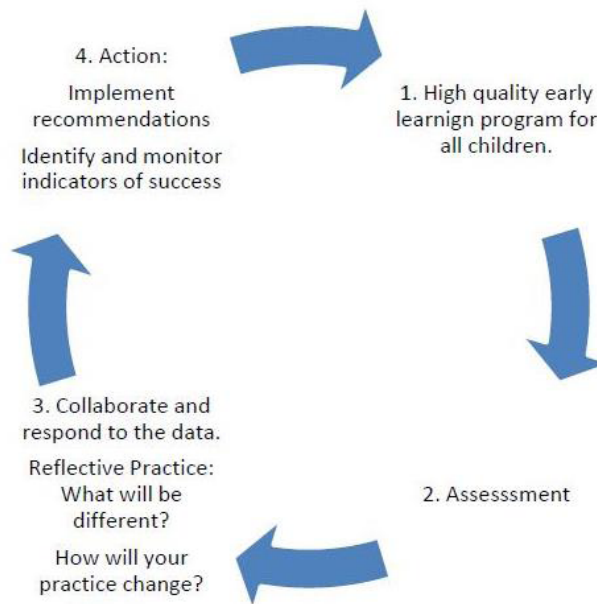 4. Action:
Implement
recommendations
Identify and monitor
indicators of success
1. High quality early
learnign program for
all children.
2. Assesssment
3. Collaborate and
respond to the data.
Reflective Practice:
What will be
different?
How will your
practice change?